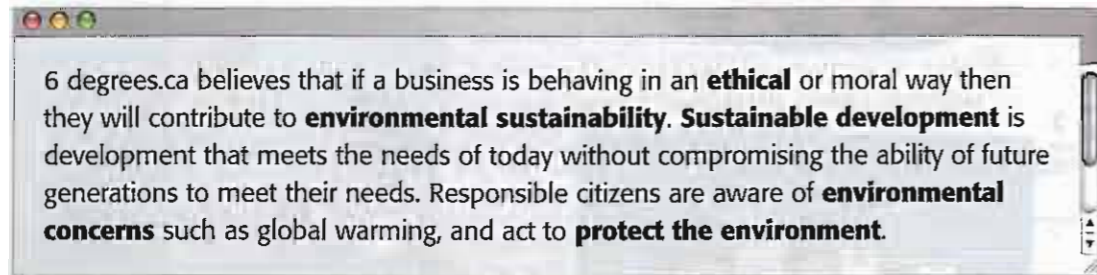 6 degrees.ca believes that if a business is behaving in an ethical or moral way then
they will contribute to environmental sustainability. Sustainable development is
development that meets the needs of today without compromising the ability of future
generations to meet their needs. Responsible citizens are aware of environmental
concerns such as global warming, and act to protect the environment.